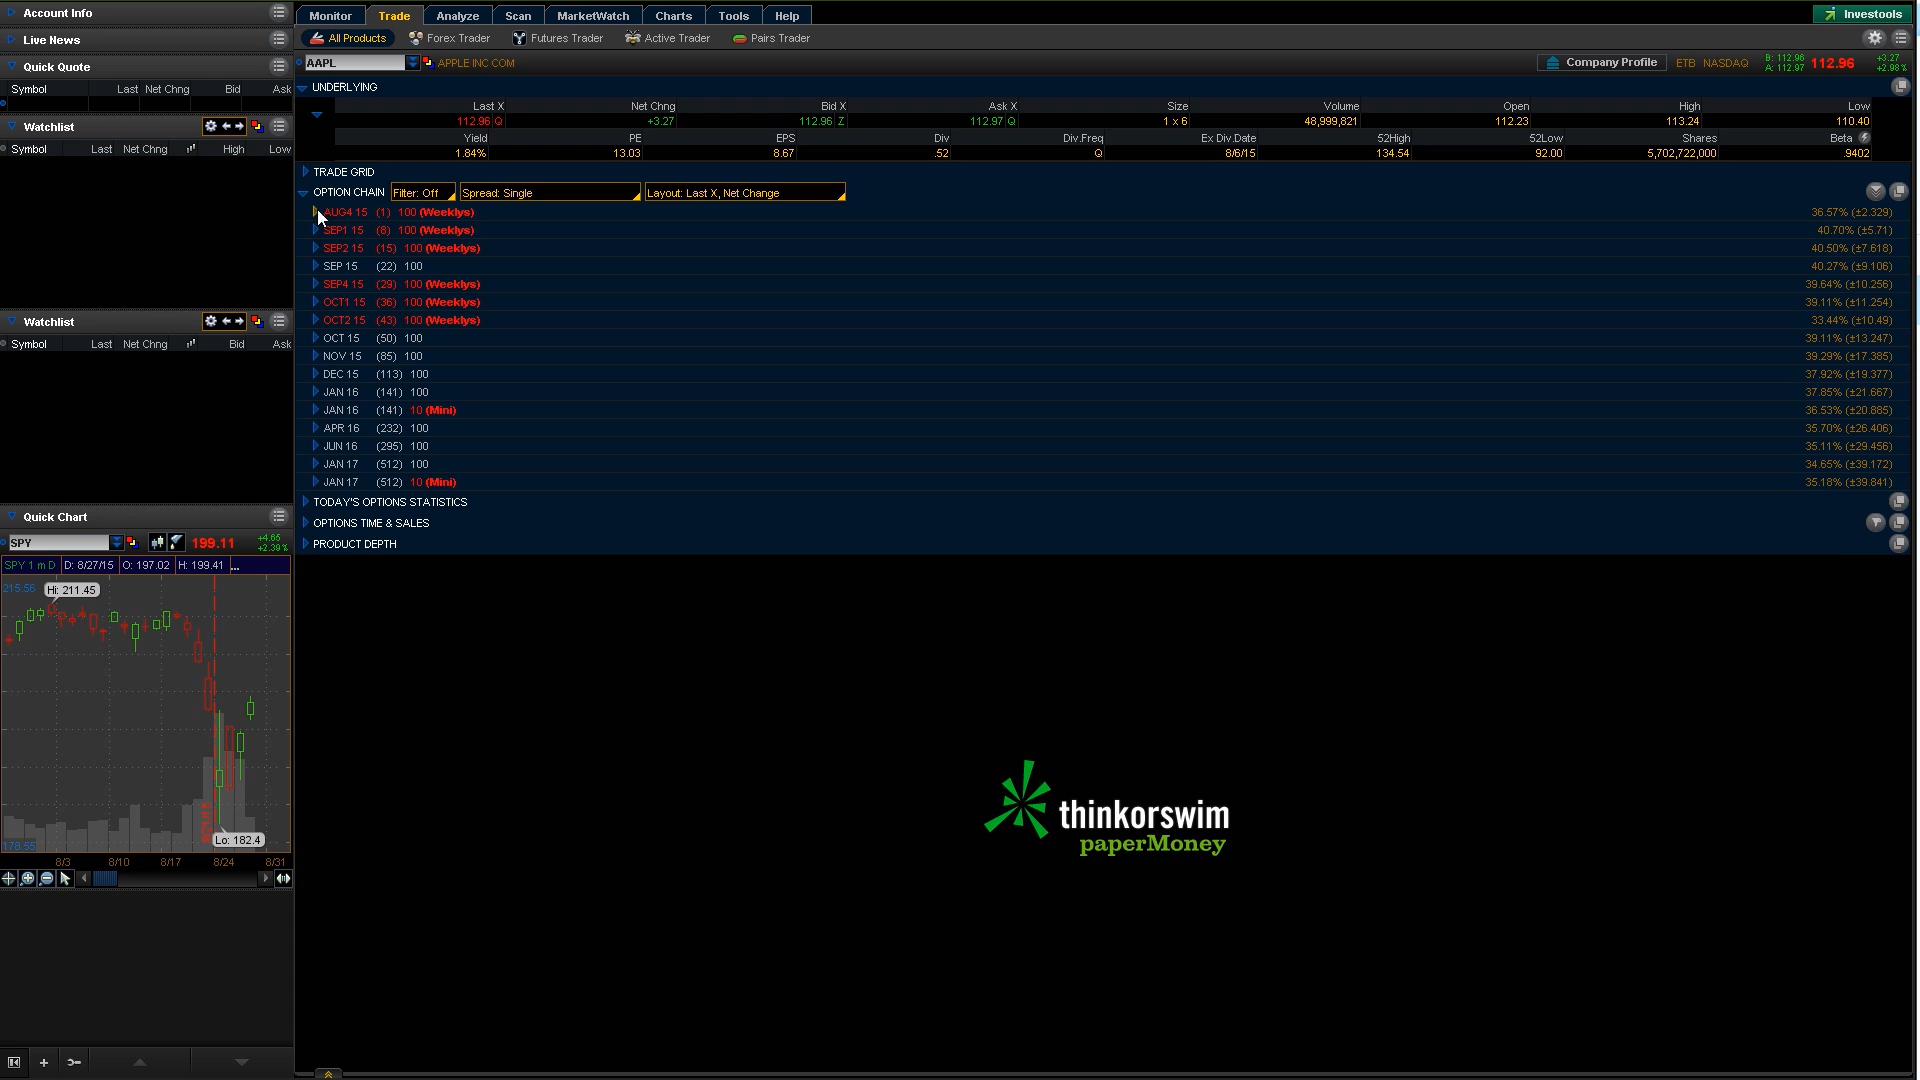 Account Info
Live News
Quick Quote
Symbol Last Net Chng Bid Ask
Watchlist
Symbol Last Net Chng High Low
Watchlist
Symbol Last Net Chng Bid Ask
Quick Chart
SPY 199.11 +4.65 +2.39%
SPY 1 m D D: 8/27/15 O: 197.02 H: 199.41 ...
215.56 Hi: 211.45
Lo: 182.4
178.55
8/3 8/10 8/17 8/24 8/31
Monitor Trade Analyze Scan MarketWatch Charts Tools Help Investools
All Products Forex Trader Futures Trader Active Trader Pairs Trader
AAPL APPLE INC COM Company Profile ETB NASDAQ B: 112.96 A: 112.97 112.96 +3.27 +2.98%
UNDERLYING
Last X Net Chng Bid X Ask X Size Volume Open High Low
112.96 Q +3.27 112.96 Z 112.97 Q 1 x 6 48,999,821 112.23 113.24 110.40
Yield PE EPS Div Div.Freq Ex Div.Date 52High 52Low Shares Beta
1.84% 13.03 8.67 .52 Q 8/6/15 134.54 92.00 5,702,722,000 .9402
TRADE GRID
OPTION CHAIN Filter: Off Spread: Single Layout: Last X, Net Change
AUG4 15 (1) 100 (Weeklys) 36.57% (±2.329)
SEP1 15 (8) 100 (Weeklys) 40.70% (±5.71)
SEP2 15 (15) 100 (Weeklys) 40.50% (±7.618)
SEP 15 (22) 100 40.27% (±9.106)
SEP4 15 (29) 100 (Weeklys) 39.64% (±10.256)
OCT1 15 (36) 100 (Weeklys) 39.11% (±11.254)
OCT2 15 (43) 100 (Weeklys) 33.44% (±10.49)
OCT 15 (50) 100 39.11% (±13.247)
NOV 15 (85) 100 39.29% (±17.385)
DEC 15 (113) 100 37.92% (±19.377)
JAN 16 (141) 100 37.85% (±21.667)
JAN 16 (141) 10 (Mini) 36.53% (±20.885)
APR 16 (232) 100 35.70% (±26.406)
JUN 16 (295) 100 35.11% (±29.456)
JAN 17 (512) 100 34.65% (±39.172)
JAN 17 (512) 10 (Mini) 35.18% (±39.841)
TODAY'S OPTIONS STATISTICS
OPTIONS TIME & SALES
PRODUCT DEPTH
thinkorswim
paperMoney